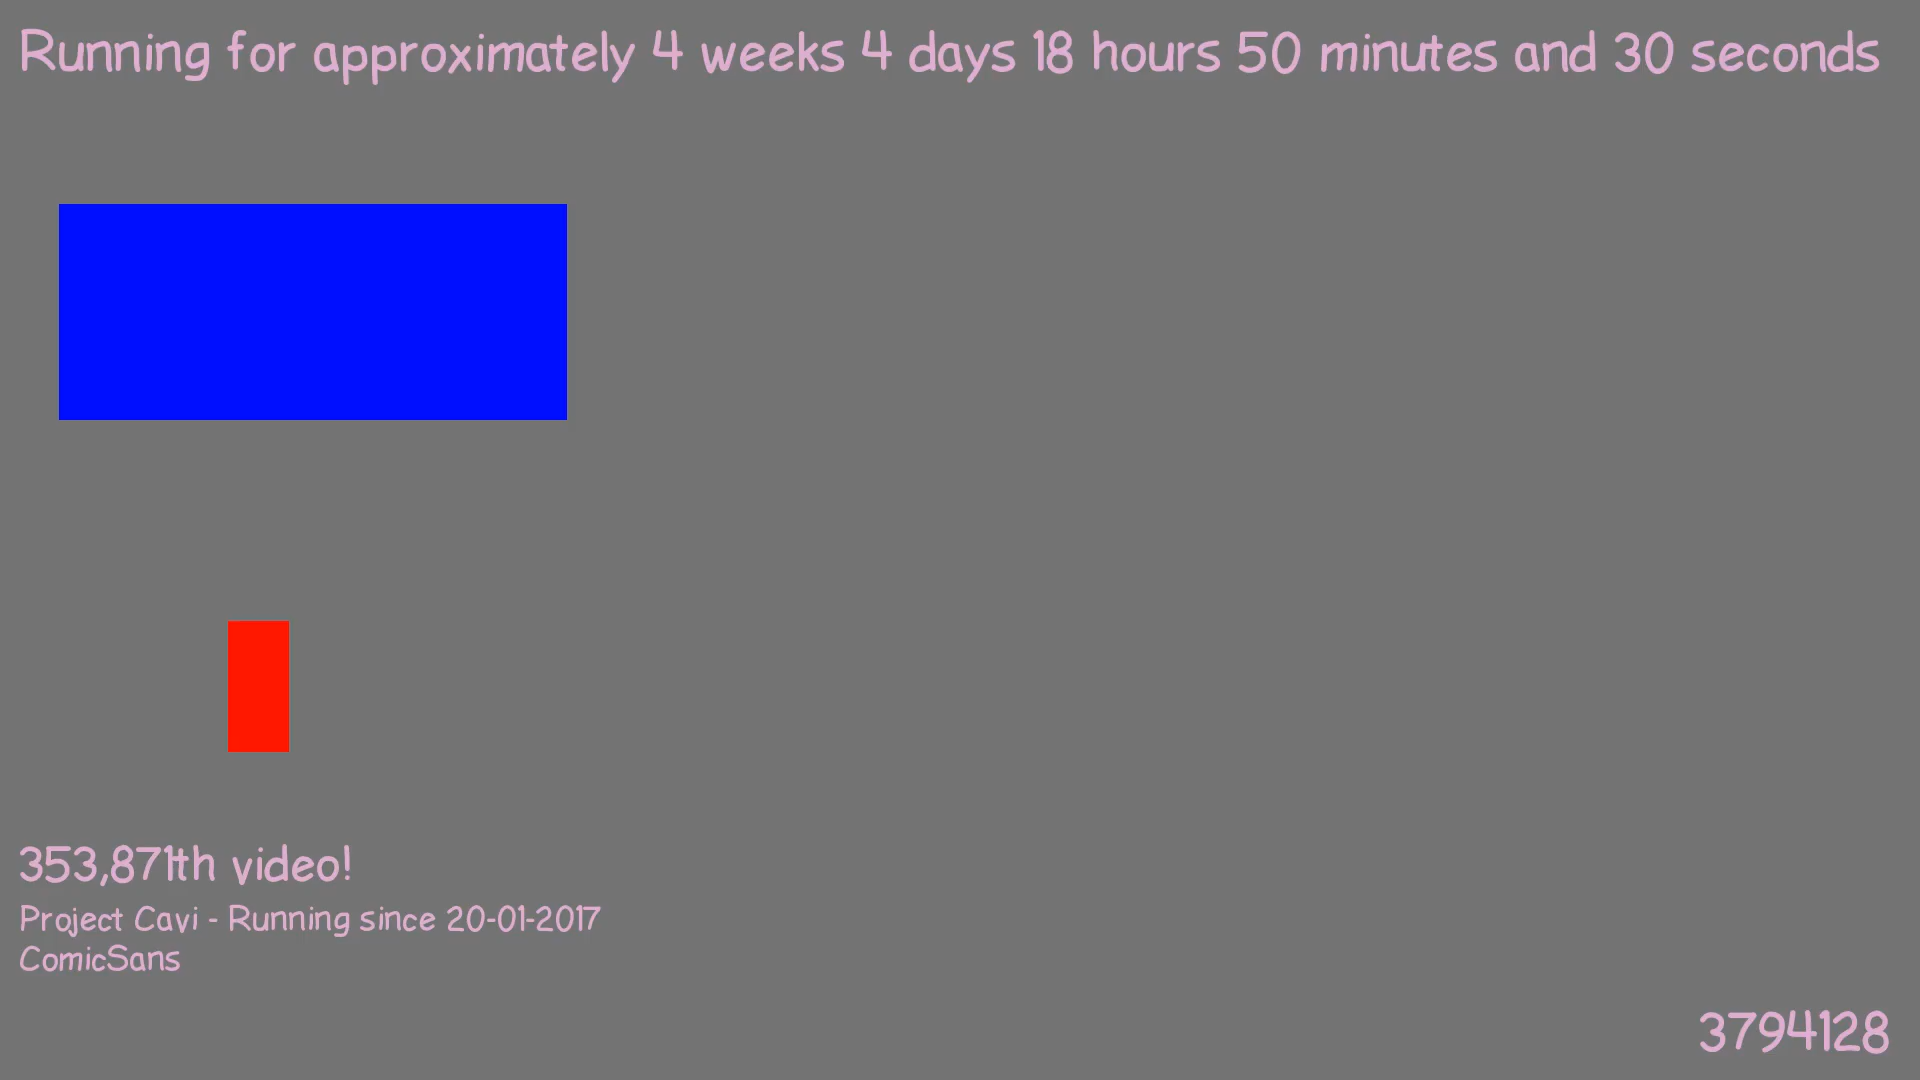 Running for approximately 4 weeks 4 days 18 hours 50 minutes and 30 seconds
353,871th video!
Project Cavi - Running since 20-01-2017
ComicSans
3794128